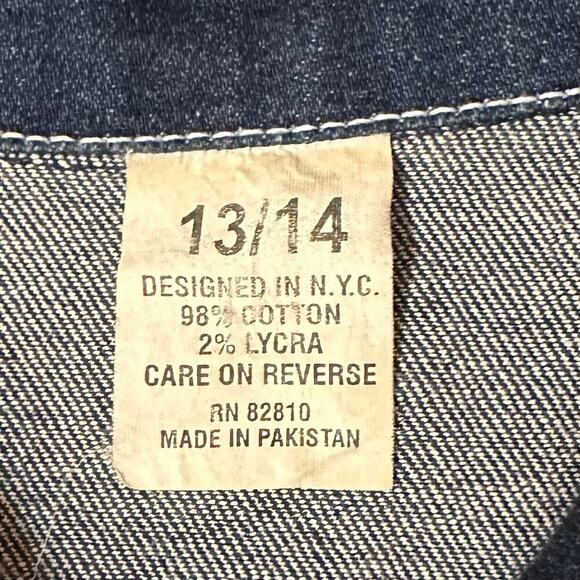 13/14
DESIGNED IN N.Y.C.
98% COTTON
2% LYCRA
CARE ON REVERSE
RN 82810
MADE IN PAKISTAN